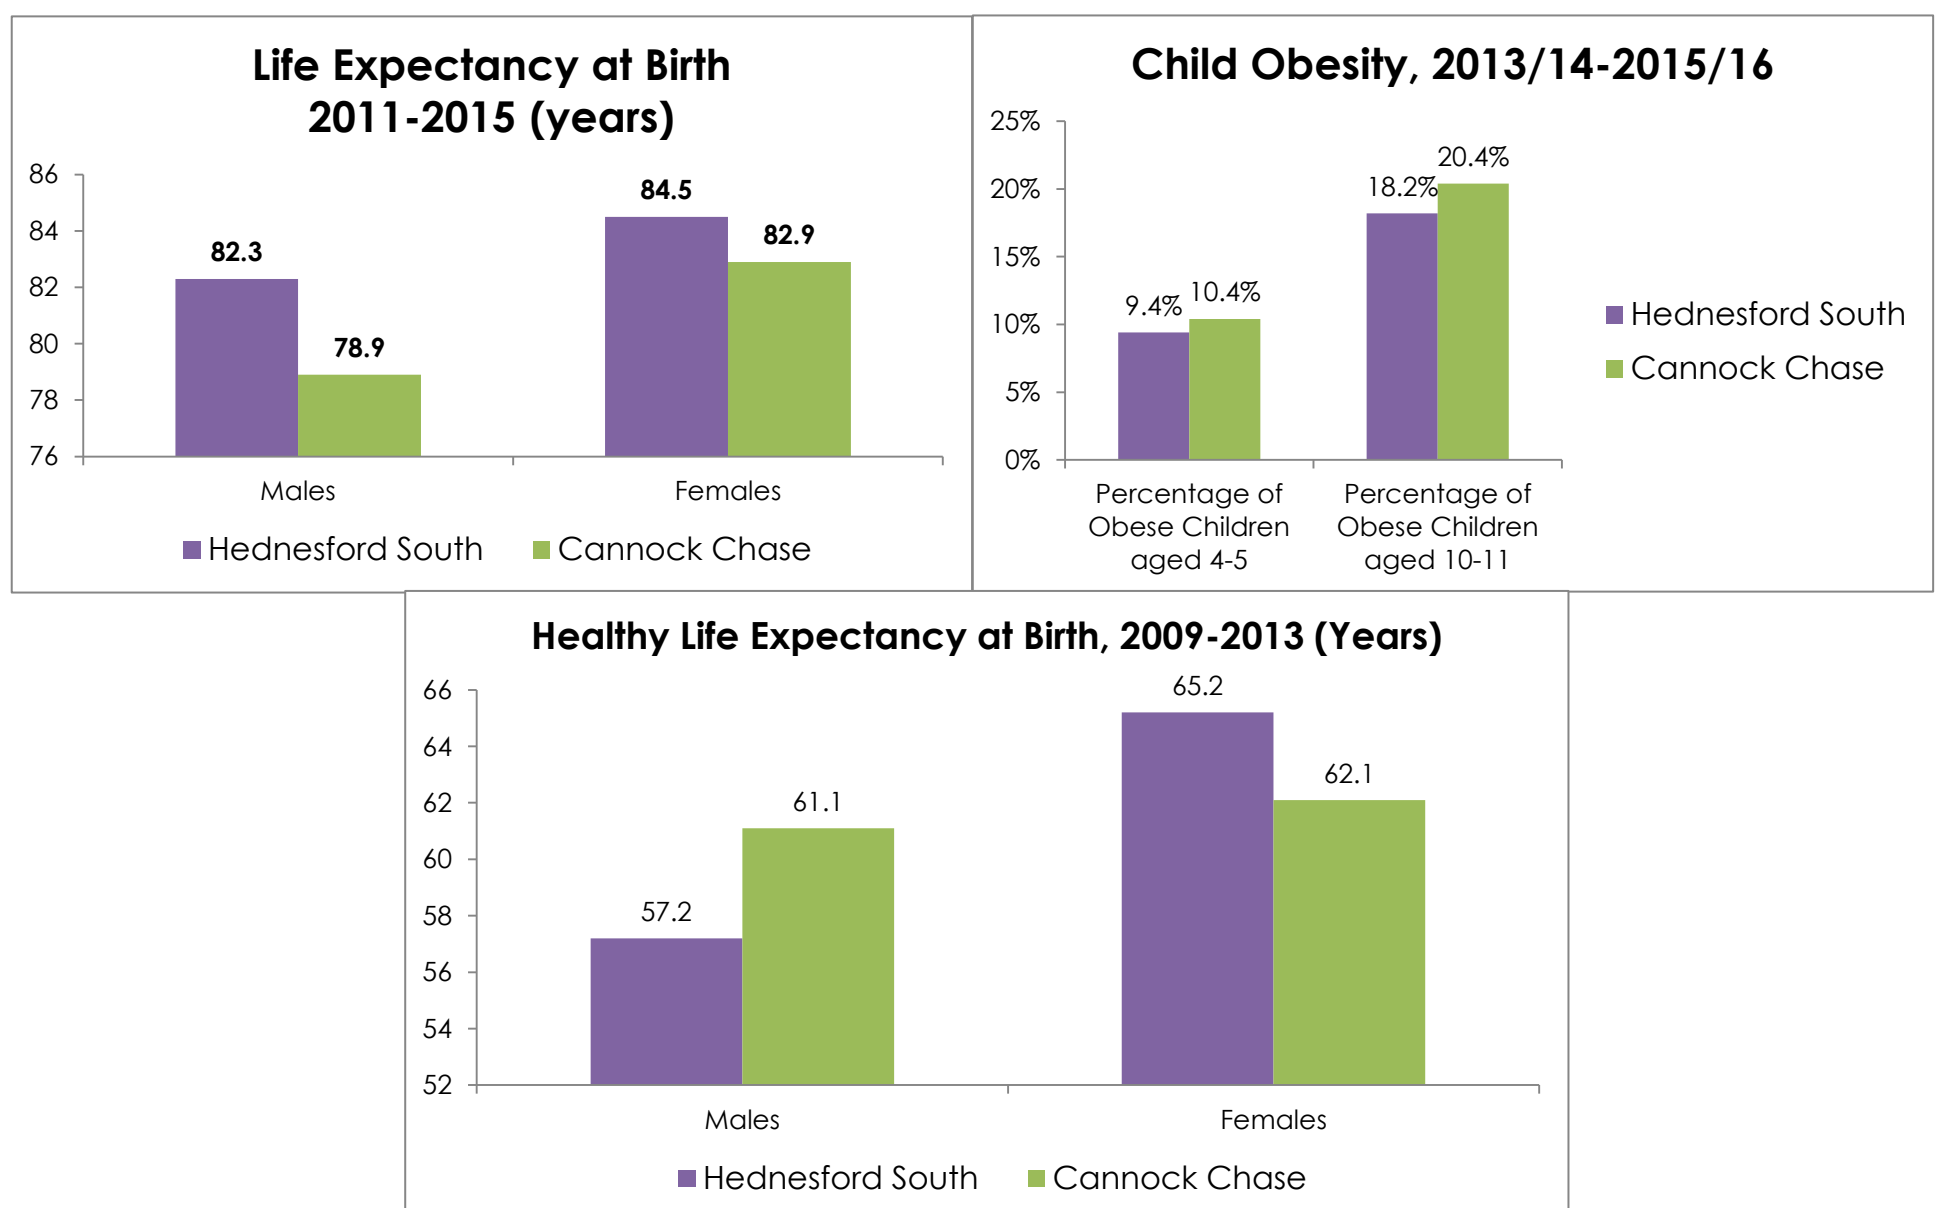 Life Expectancy at Birth
2011-2015 (years)
86
84
82
80
78
76
82.3
78.9
84.5
82.9
Males
Females
Hednesford South
Cannock Chase
Child Obesity, 2013/14-2015/16
25%
20%
15%
10%
5%
0%
9.4%
10.4%
18.2%
20.4%
Percentage of
Obese Children
aged 4-5
Percentage of
Obese Children
aged 10-11
Hednesford South
Cannock Chase
Healthy Life Expectancy at Birth, 2009-2013 (Years)
66
64
62
60
58
56
54
52
57.2
61.1
65.2
62.1
Males
Females
Hednesford South
Cannock Chase